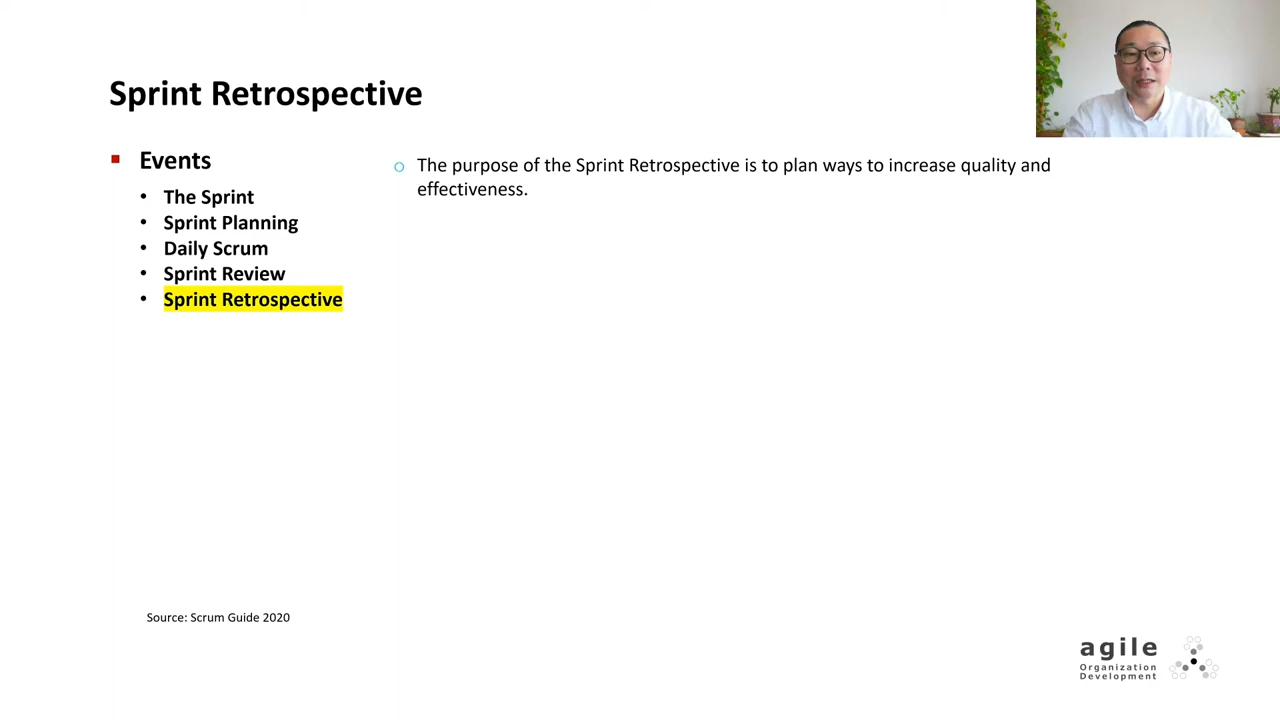 Sprint Retrospective
Events
The Sprint
Sprint Planning
Daily Scrum
Sprint Review
Sprint Retrospective
The purpose of the Sprint Retrospective is to plan ways to increase quality and
effectiveness.
Source: Scrum Guide 2020
agile
Organization
Development